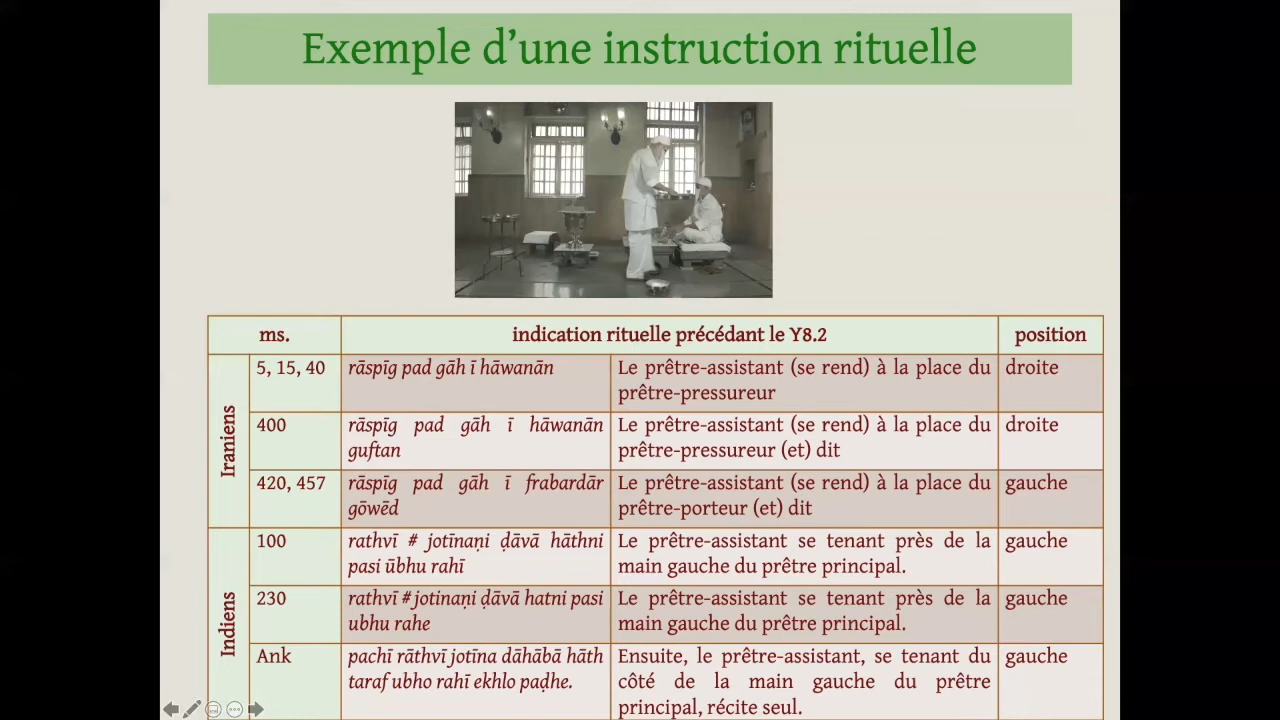 Exemple d’une instruction rituelle
ms. indication rituelle précédant le Y8.2 position
Iraniens
5, 15, 40 rāspīg pad gāh ī hāwanān Le prêtre-assistant (se rend) à la place du droite
prêtre-pressureur
400 rāspīg pad gāh ī hāwanān Le prêtre-assistant (se rend) à la place du droite
guftan prêtre-pressureur (et) dit
420, 457 rāspīg pad gāh ī frabardār Le prêtre-assistant (se rend) à la place du gauche
gōwēd prêtre-porteur (et) dit
Indiens
100 rathvī # jotīnaṇi ḍāvā hāthni Le prêtre-assistant se tenant près de la gauche
pasi ūbhu rahī main gauche du prêtre principal.
230 rathvī # jotinaṇi ḍāvā hatni pasi Le prêtre-assistant se tenant près de la gauche
ubhu rahe main gauche du prêtre principal.
Ank pachī rāthvī jotīna dāhābā hāth Ensuite, le prêtre-assistant, se tenant du gauche
taraf ubho rahī ekhlo paḍhe. côté de la main gauche du prêtre
principal, récite seul.